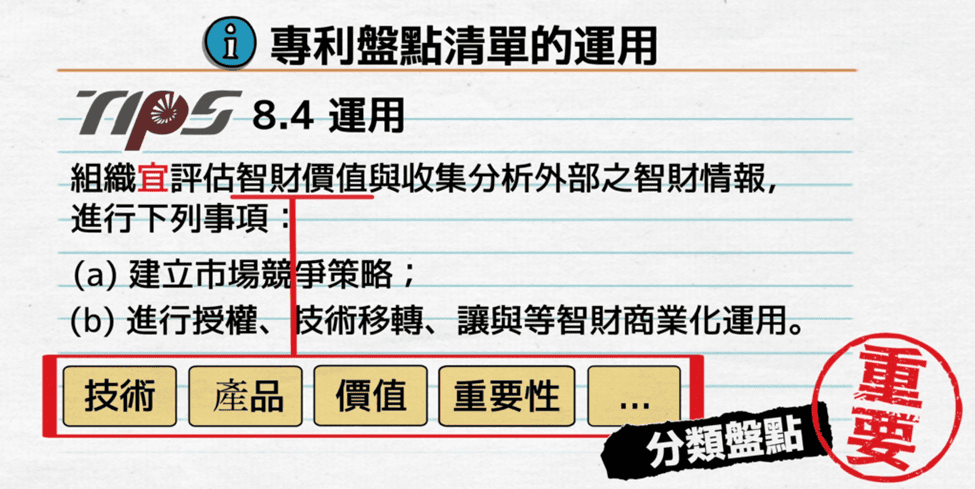 i 專利盤點清單的運用
TIPS 8.4 運用
組織宜評估智財價值與收集分析外部之智財情報,
進行下列事項：
(a) 建立市場競爭策略；
(b) 進行授權、技術移轉、讓與等智財商業化運用。
技術 產品 價值 重要性 ...
分類盤點
重要